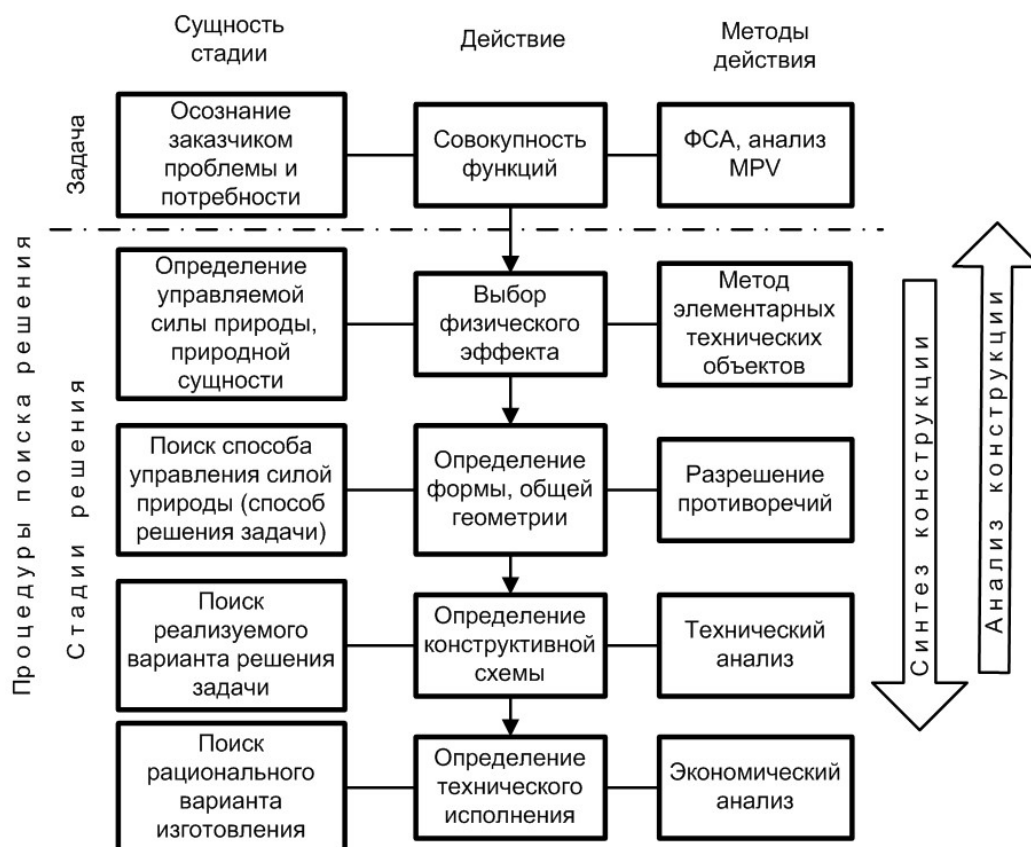 Сущность
стадии
Действие
Методы
действия
Задача
Осознание
заказчиком
проблемы и
потребности
Совокупность
функций
ФСА, анализ
MPV
Процедуры поиска решения
Стадии решения
Определение
управляемой
силы природы,
природной
сущности
Выбор
физического
эффекта
Метод
элементарных
технических
объектов
Поиск способа
управления силой
природы (способ
решения задачи)
Определение
формы, общей
геометрии
Разрешение
противоречий
Поиск
реализуемого
варианта решения
задачи
Определение
конструктивной
схемы
Технический
анализ
Поиск
рационального
варианта
изготовления
Определение
технического
исполнения
Экономический
анализ
Синтез конструкции
Анализ конструкции